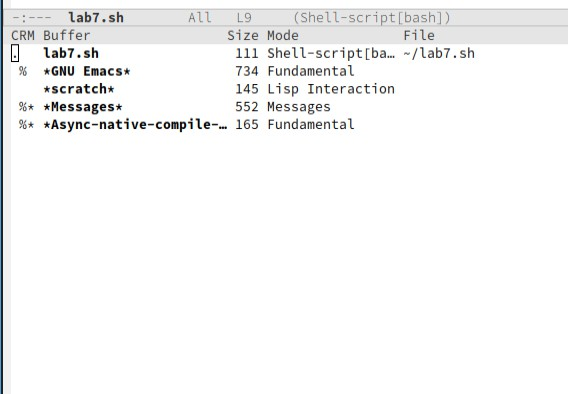 -:---  lab7.sh        All   L9     (Shell-script[bash])
CRM Buffer                 Size Mode             File
.   lab7.sh                 111 Shell-script[ba… ~/lab7.sh
 %  *GNU Emacs*             734 Fundamental
    *scratch*               145 Lisp Interaction
 %* *Messages*              552 Messages
 %* *Async-native-compile-… 165 Fundamental